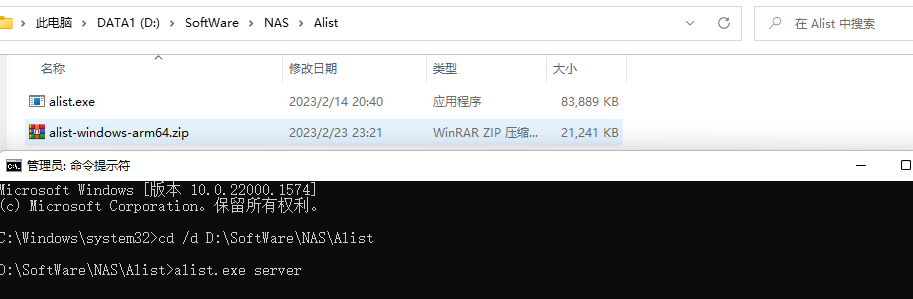 此电脑 > DATA1 (D:) > SoftWare > NAS > Alist
在 Alist 中搜索
名称 修改日期 类型 大小
alist.exe 2023/2/14 20:40 应用程序 83,889 KB
alist-windows-arm64.zip 2023/2/23 23:21 WinRAR ZIP 压缩... 21,241 KB
管理员: 命令提示符
Microsoft Windows [版本 10.0.22000.1574]
(c) Microsoft Corporation。保留所有权利。
C:\Windows\system32>cd /d D:\SoftWare\NAS\Alist
D:\SoftWare\NAS\Alist>alist.exe server